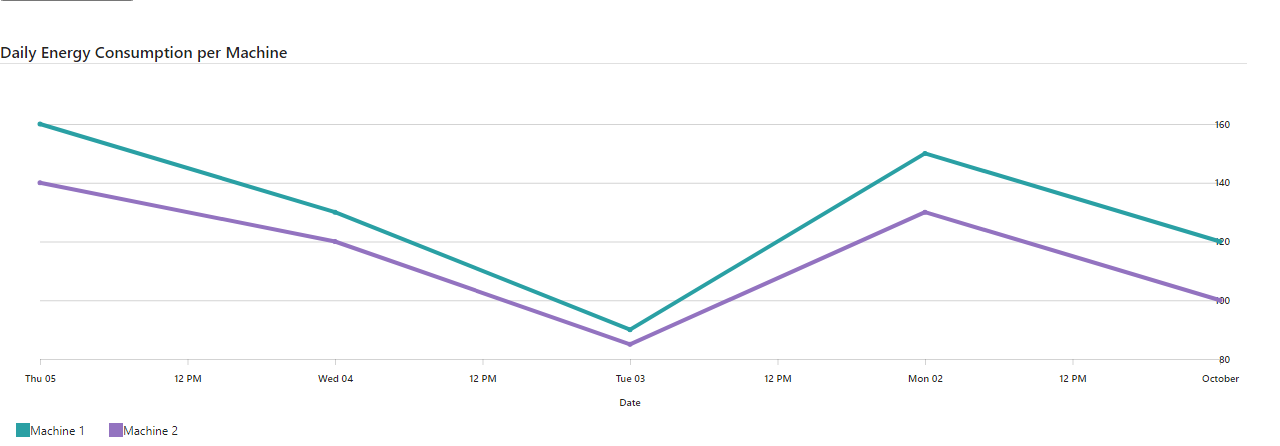 Daily Energy Consumption per Machine
160
140
120
100
80
Thu 05 12 PM Wed 04 12 PM Tue 03 12 PM Mon 02 12 PM October
Date
Machine 1 Machine 2